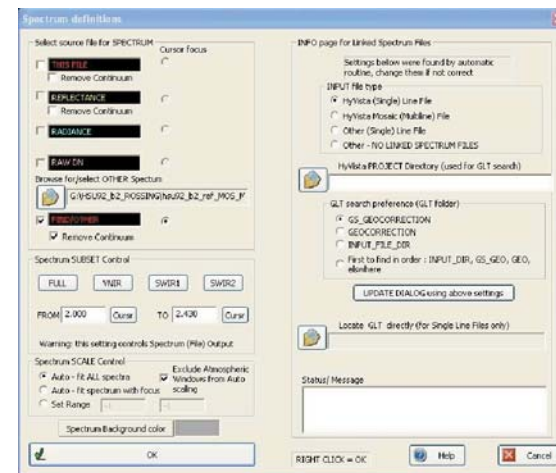 Spectrum definitions
Select source file for SPECTRUM
Cursor focus
THIS FILE
Remove Continuum
REFLECTANCE
Remove Continuum
RADIANCE
RAW DN
Browse for/select OTHER Spectum
FIND/OTHER
Remove Continuum
Spectrum SUBSET Control
FULL VNIR SWIR1 SWIR2
FROM 2.000 Cursr TO 2.430 Cursr
Warning: this setting controls Spectrum (File) Output
Spectrum SCALE Control
Auto - fit ALL spectra
Auto - fit spectrum with focus
Set Range
Exclude Atmospheric
Windows from Auto
scaling
Spectrum Background color
OK
INFO page for Linked Spectrum Files
Settings below were found by automatic
routine, change them if not correct
INPUT file type
HyVista (Single) Line File
HyVista Mosaic (Multiline) File
Other (Single) Line File
Other - NO LINKED SPECTRUM FILES
HyVista PROJECT Directory (used for GLT search)
GLT search preference (GLT folder)
GS_GEOCORRECTION
GEOCORRECTION
INPUT_FILE_DIR
First to find in order : INPUT_DIR, GS_GEO, GEO,
elswhere
UPDATE DIALOG using above settings
Locate GLT directly (for Single Line Files only)
Status/ Message
RIGHT CLICK = OK
Help
Cancel